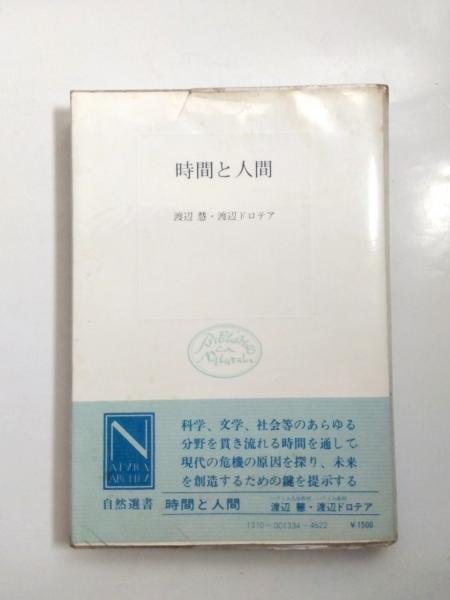 時間と人間
渡辺 慧・渡辺ドロテア
科学、文学、社会等のあらゆる
分野を貫き流れる時間を通して
現代の危機の原因を探り、未来
を創造するための鍵を提示する
N
自然選書
時間と人間
渡辺 慧・渡辺ドロテア
1310-001334-4622
¥1500